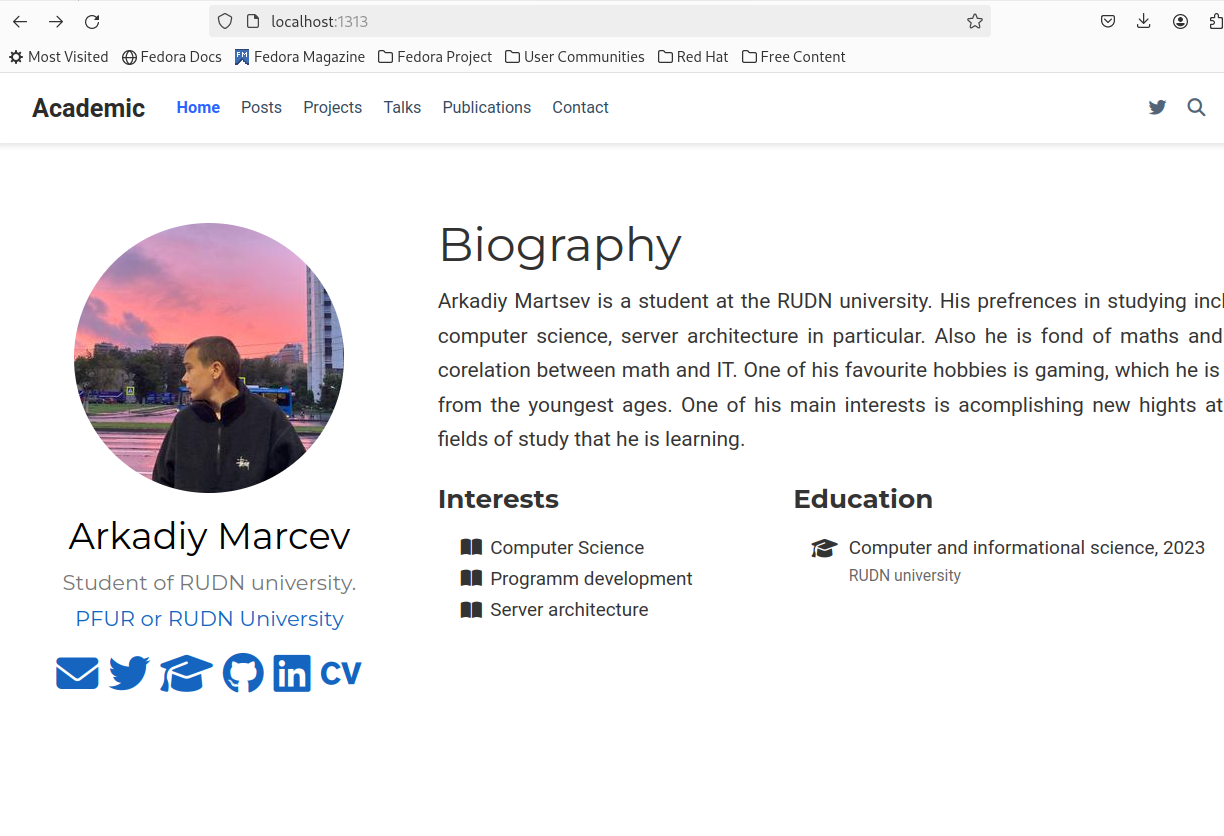 localhost:1313
Most Visited Fedora Docs Fedora Magazine Fedora Project User Communities Red Hat Free Content
Academic Home Posts Projects Talks Publications Contact
Biography
Arkadiy Martsev is a student at the RUDN university. His prefrences in studying
computer science, server architecture in particular. Also he is fond of maths and
corelation between math and IT. One of his favourite hobbies is gaming, which he is
from the youngest ages. One of his main interests is acomplishing new hights at
fields of study that he is learning.
Arkadiy Marcev
Student of RUDN university.
PFUR or RUDN University
CV
Interests
Computer Science
Programm development
Server architecture
Education
Computer and informational science, 2023
RUDN university